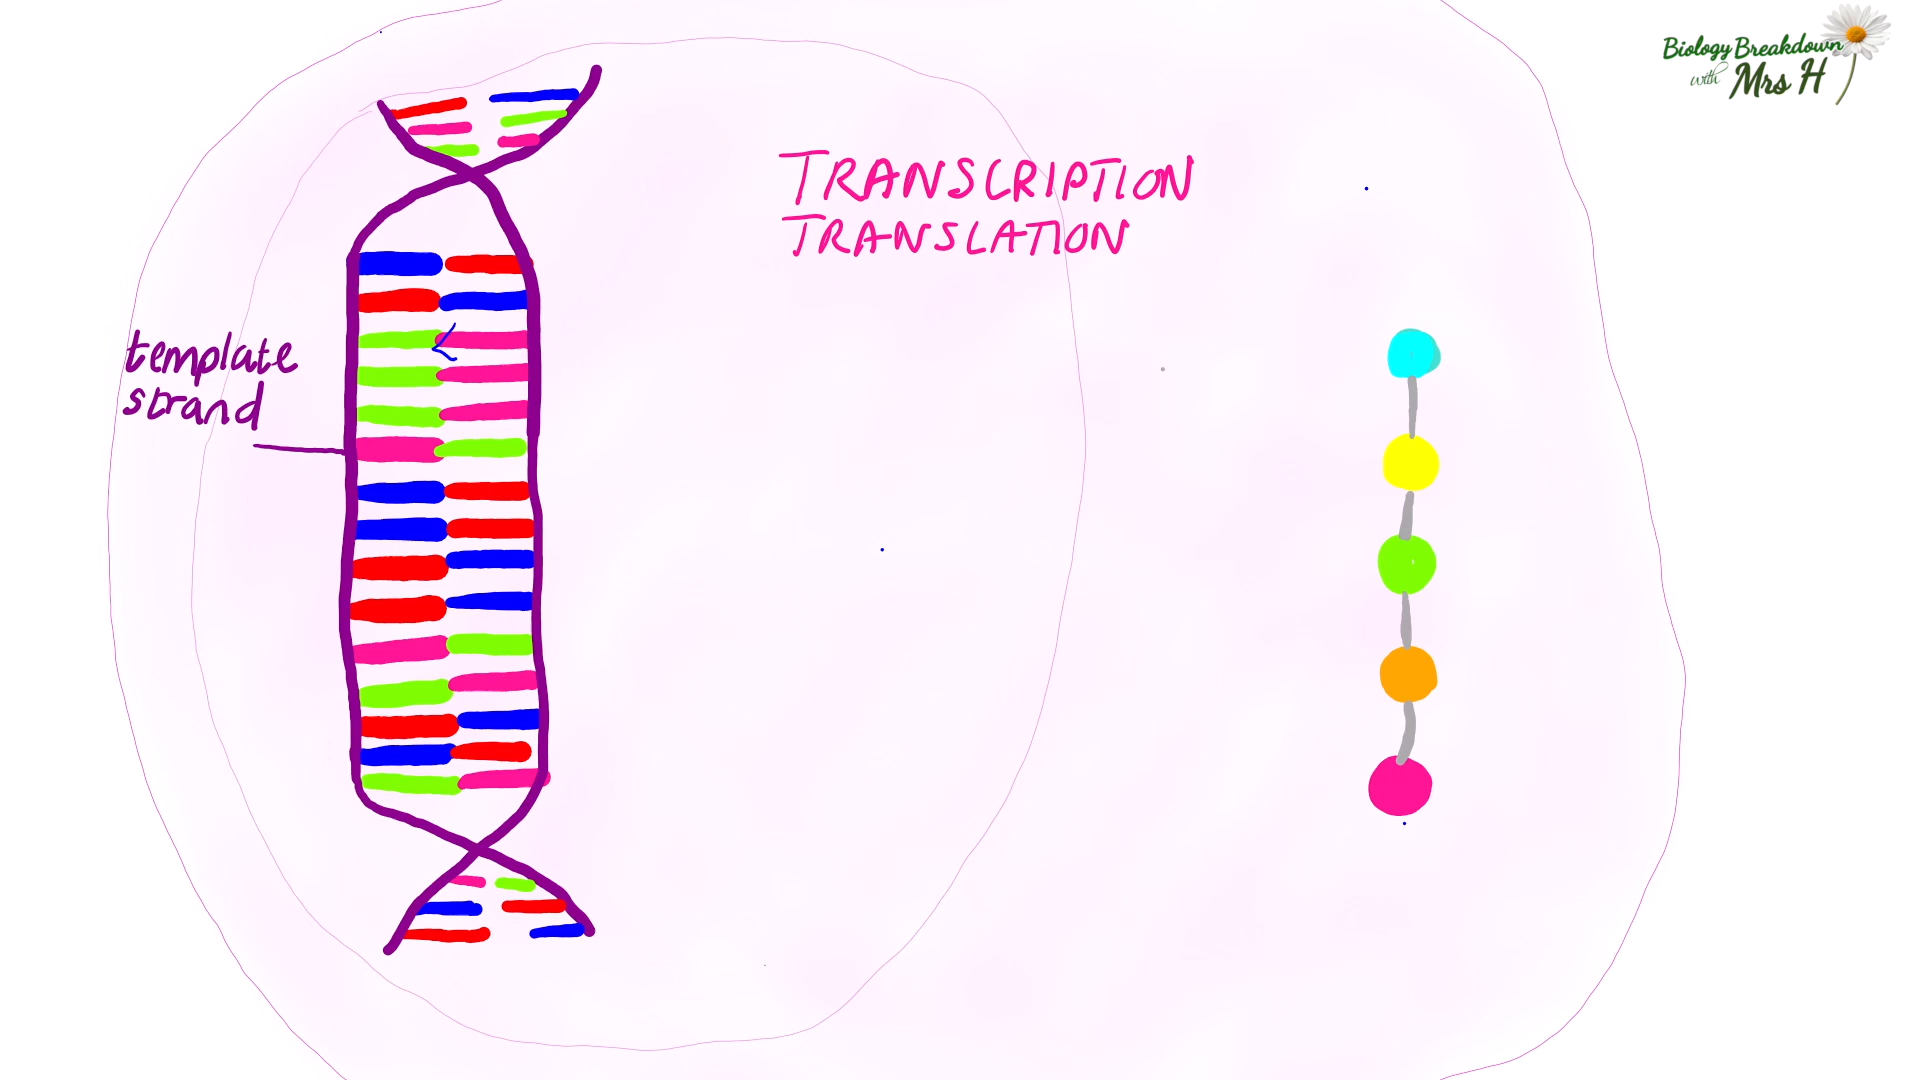 Biology Breakdown
with Mrs H
TRANSCRIPTION
TRANSLATION
template
strand